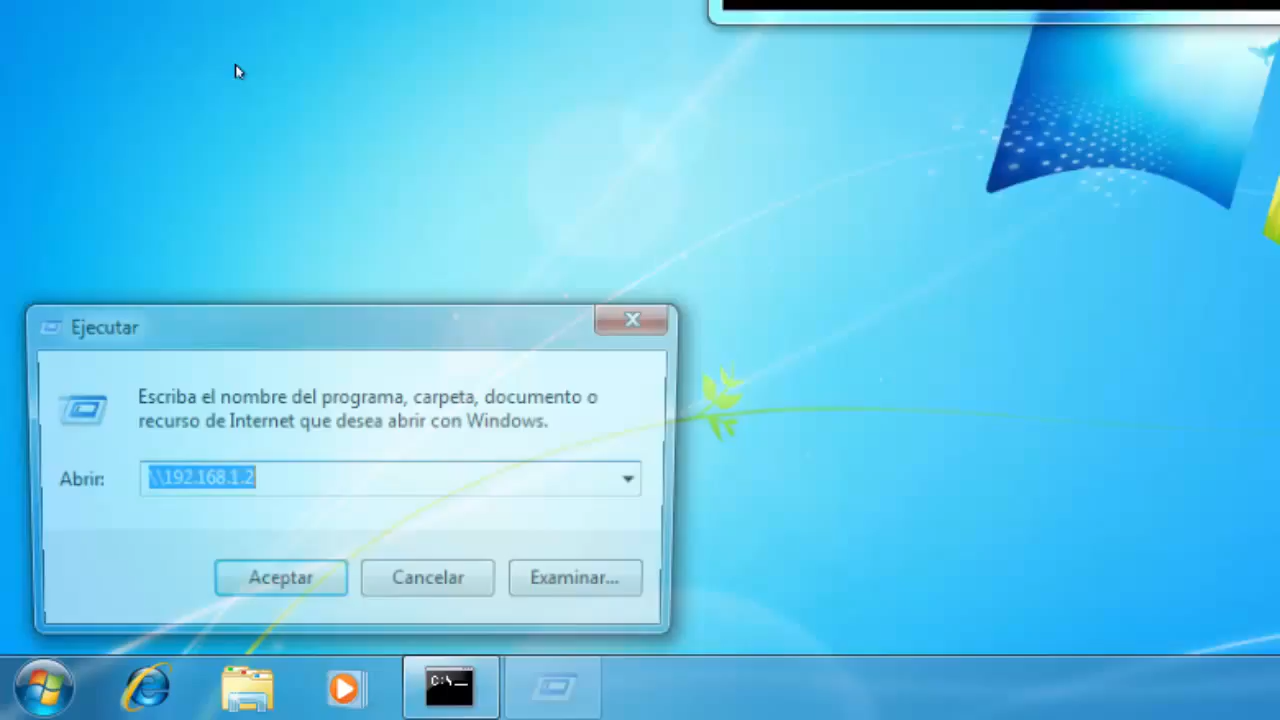 Ejecutar
Escriba el nombre del programa, carpeta, documento o
recurso de Internet que desea abrir con Windows.
Abrir: \\192.168.1.2
Aceptar Cancelar Examinar...
C:\_